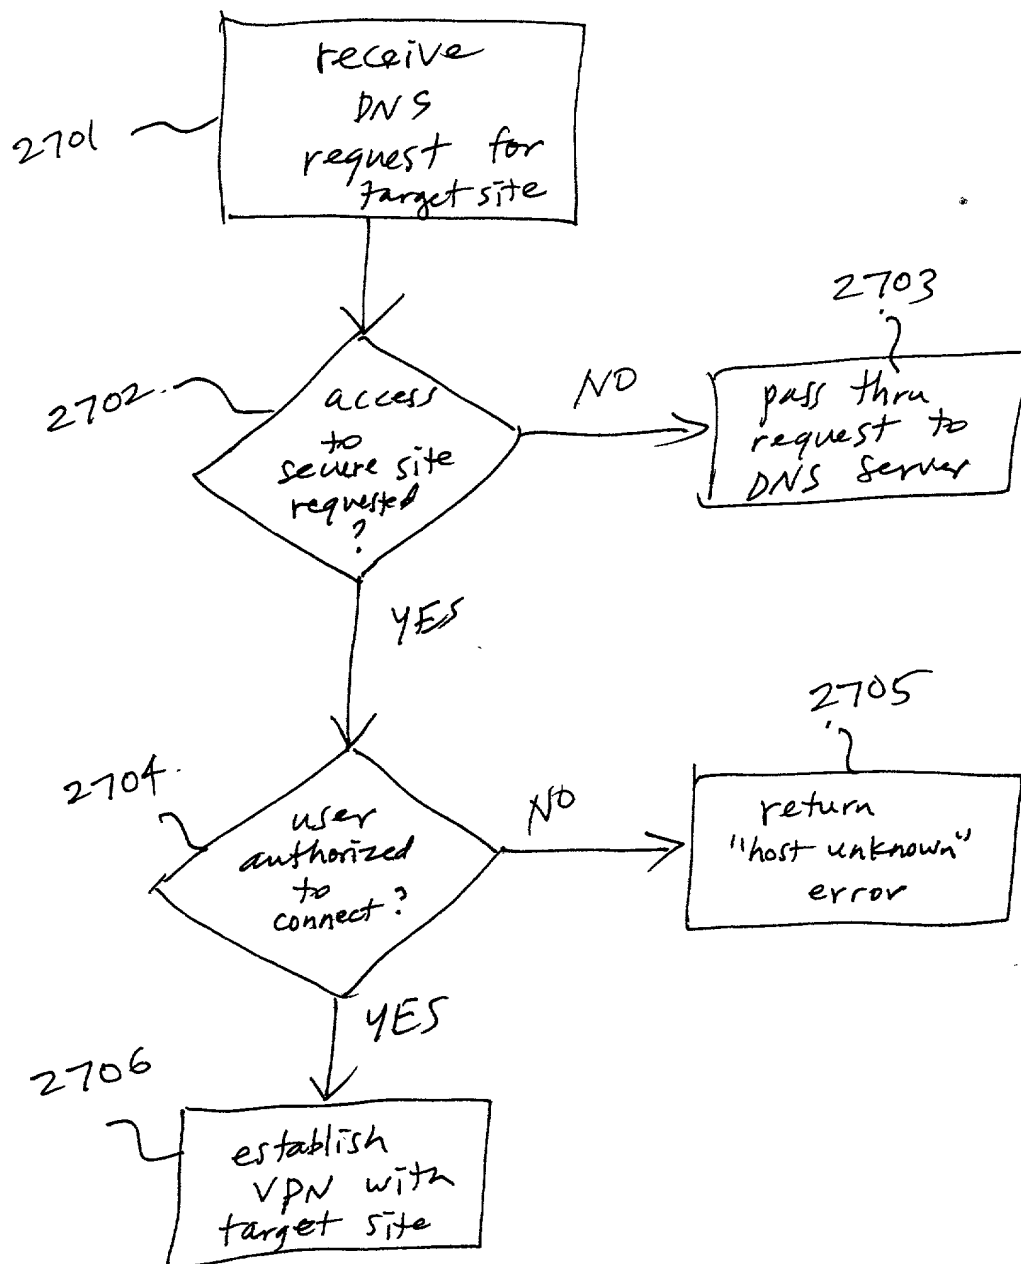 receive
DNS
request for
target site
2701
2703
2702
access
to
secure site
requested
?
NO
pass thru
request to
DNS server
YES
2705
2704
user
authorized
to
connect?
NO
return
"host unknown"
error
YES
2706
establish
VPN with
target site